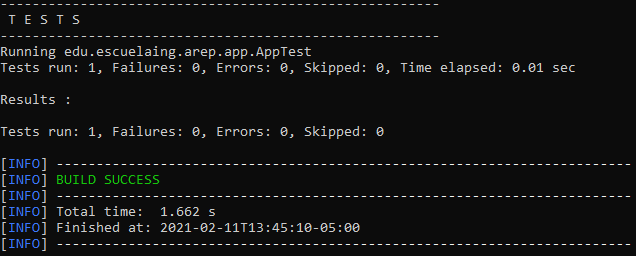 -------------------------------------------------------
 T E S T S
-------------------------------------------------------
Running edu.escuelaing.arep.app.AppTest
Tests run: 1, Failures: 0, Errors: 0, Skipped: 0, Time elapsed: 0.01 sec

Results :

Tests run: 1, Failures: 0, Errors: 0, Skipped: 0

[INFO] ------------------------------------------------------------------------
[INFO] BUILD SUCCESS
[INFO] ------------------------------------------------------------------------
[INFO] Total time:  1.662 s
[INFO] Finished at: 2021-02-11T13:45:10-05:00
[INFO] ------------------------------------------------------------------------